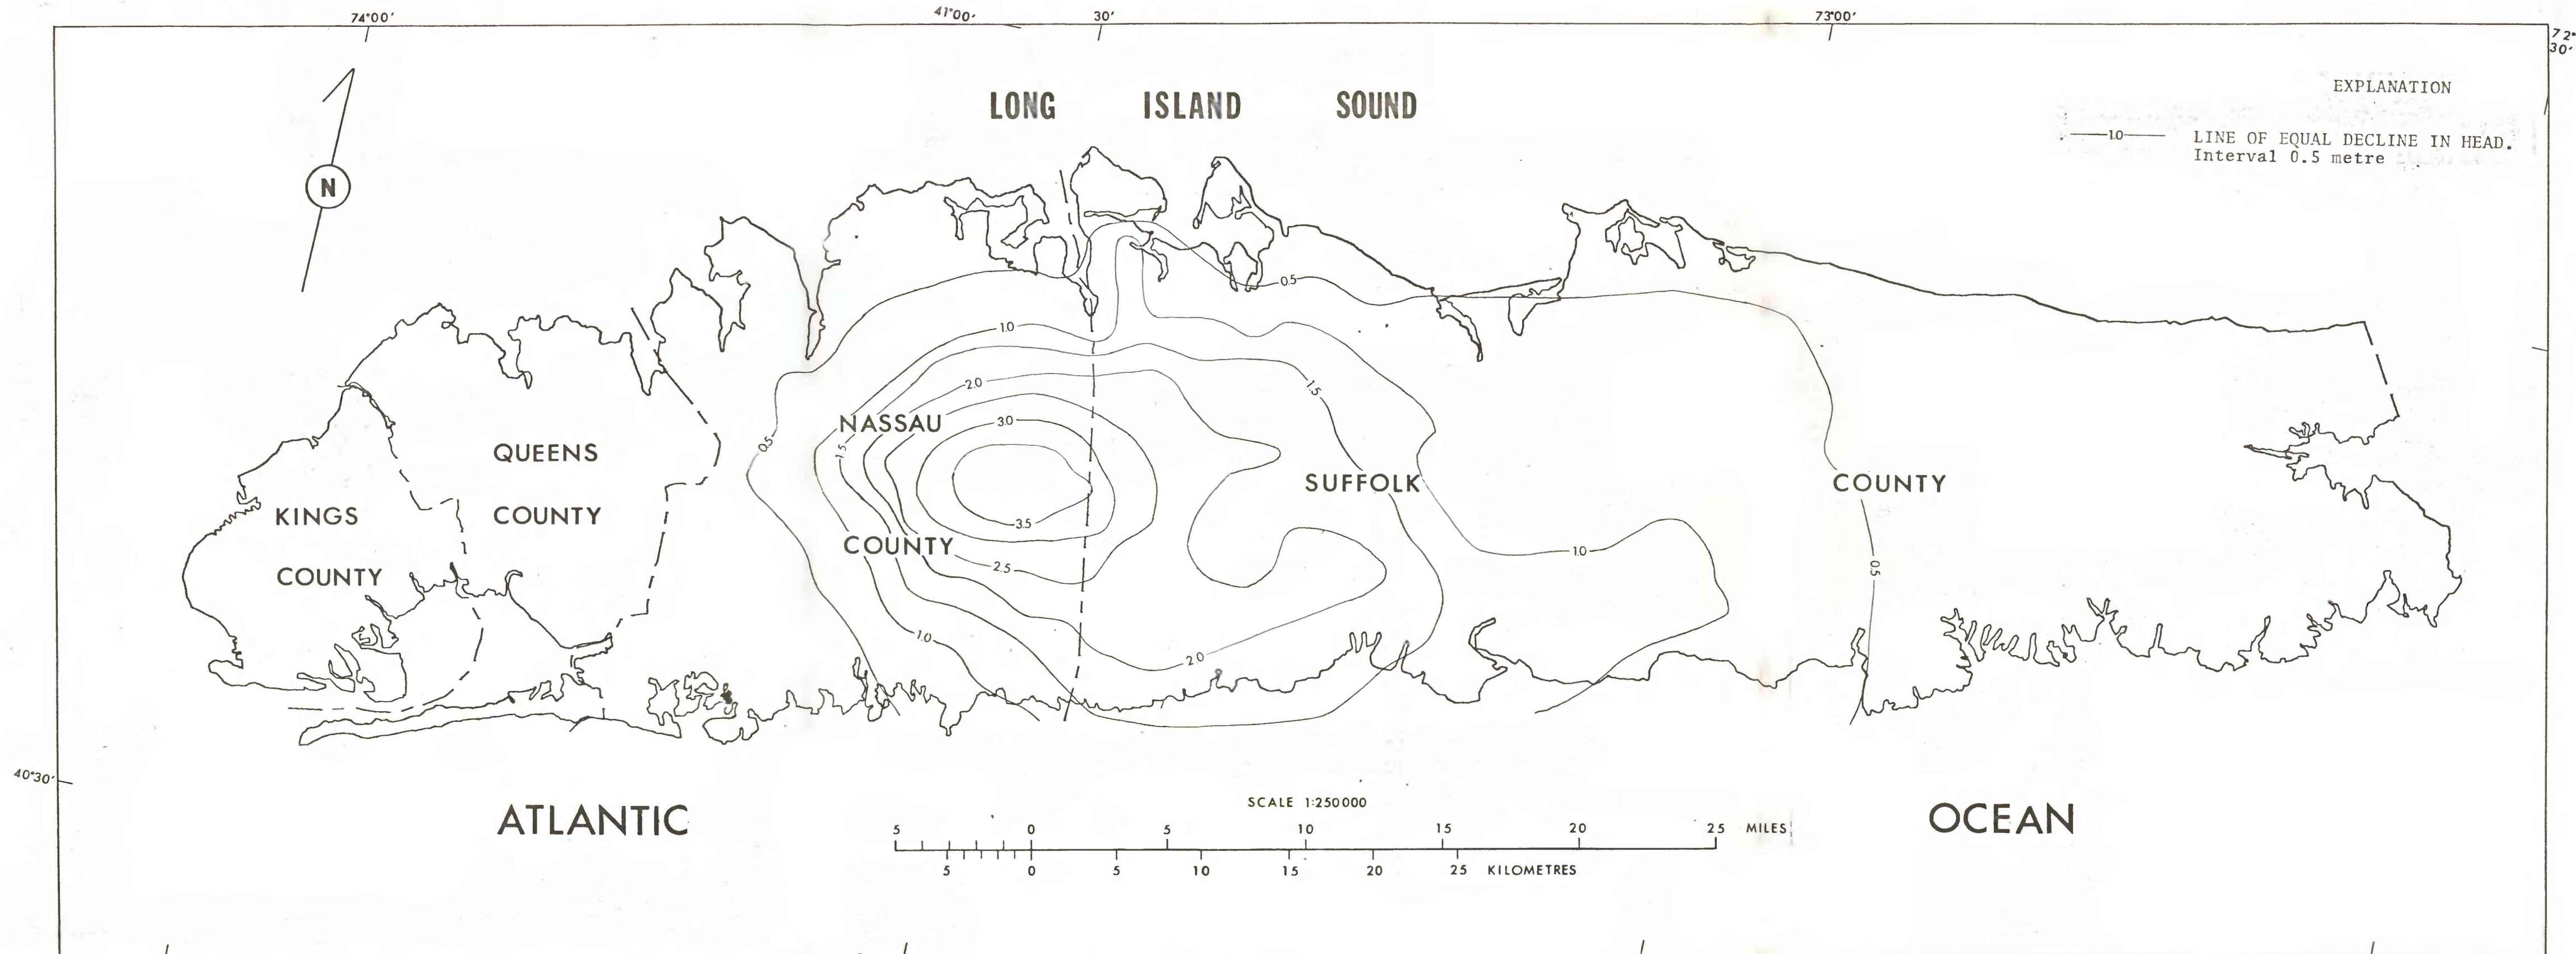 74°00'
41°00'
30'
73°00'
72°
30'
EXPLANATION
LONG ISLAND SOUND
1.0 LINE OF EQUAL DECLINE IN HEAD.
Interval 0.5 metre
N
0.5
1.0
2.0
1.5
NASSAU
3.0
0.5
1.5
QUEENS
SUFFOLK
COUNTY
KINGS
COUNTY
3.5
COUNTY
1.0
2.5
0.5
COUNTY
1.0
2.0
40°30'
SCALE 1:250000
ATLANTIC
OCEAN
5 0 5 10 15 20 25 MILES
5 0 5 10 15 20 25 KILOMETRES